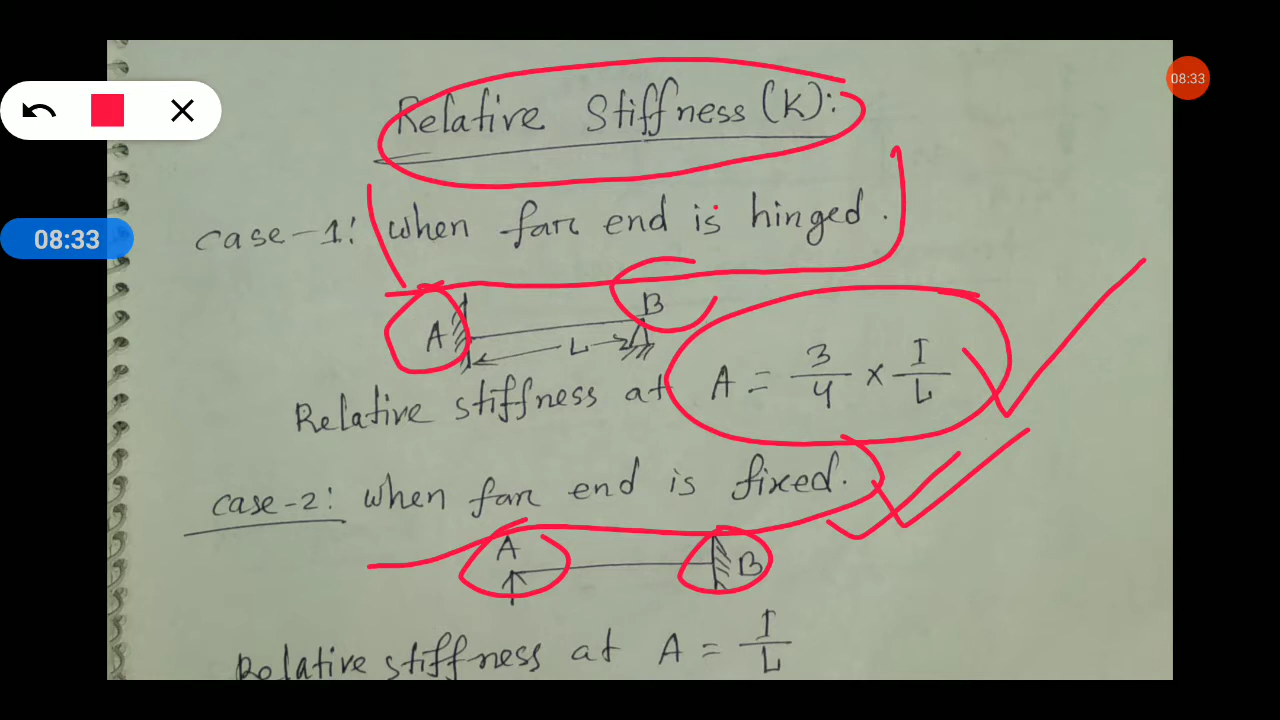 Relative Stiffness (K):
08:33
08:33
case-1: when far end is hinged.
A B
L
Relative stiffness at A = 3/4 x I/L
case-2: when far end is fixed.
A B
Relative stiffness at A = I/L